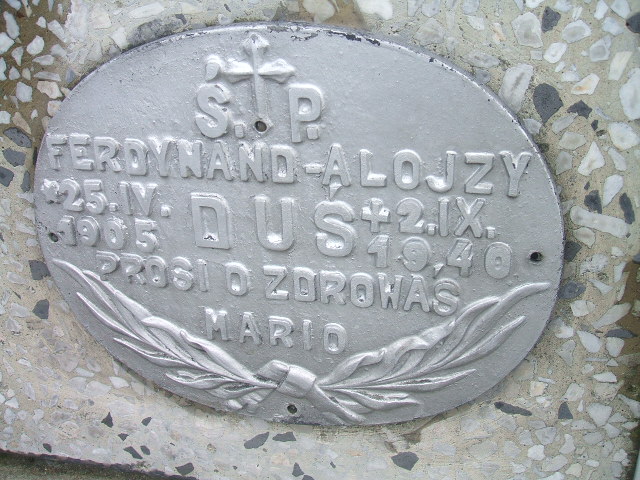 Ś. P.
FERDYNAND-ALOJZY
*25.IV. 1905 DUŚ ✝2.IX. 1940
PROSI O ZDROWAŚ
MARIO